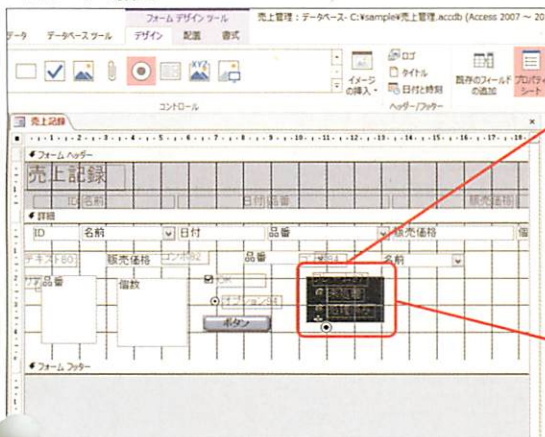 フォーム デザイン ツール
売上管理 : データベース- C:¥sample¥売上管理.accdb (Access 2007 ～ 20
データ データベース ツール デザイン 配置 書式
XYZ
イメージの挿入
ロゴ
タイトル
日付と時刻
既存のフィールドの追加
プロパティシート
コントロール
ヘッダー/フッター
売上記録
フォーム ヘッダー
売上記録
ID 名前 日付 品番 販売価格
詳細
ID 名前 日付 品番 販売価格 個
テキスト80 販売価格 コンボ82 品番 名前
品番 個数 OK
オプション94
ボタン
フォーム フッター